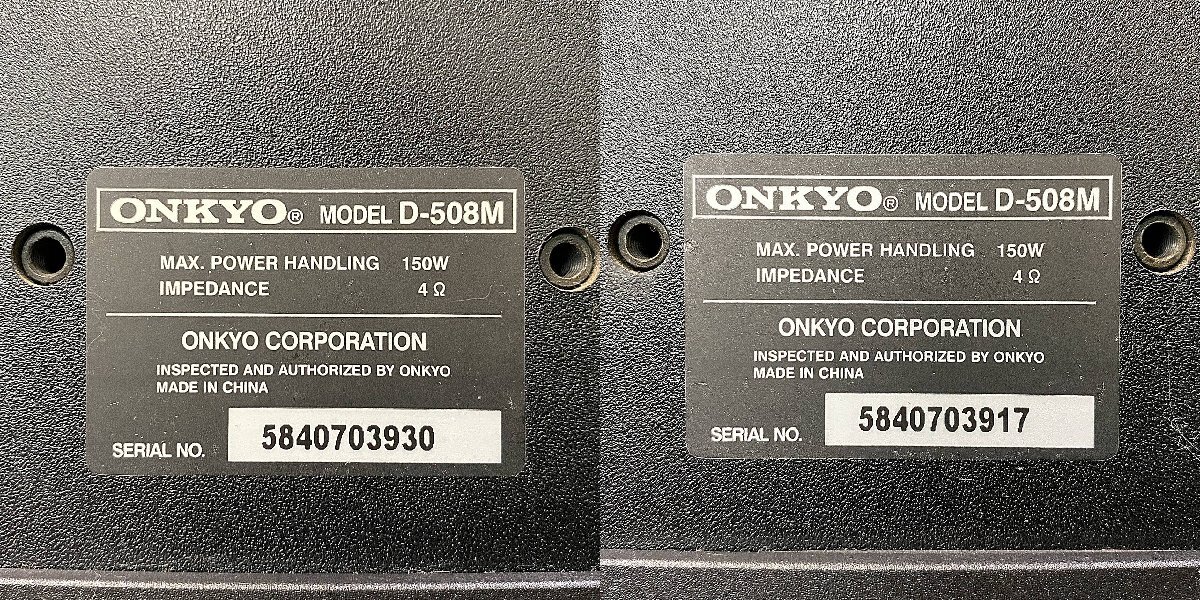 ONKYO® MODEL D-508M
MAX. POWER HANDLING 150W
IMPEDANCE 4 Ω
ONKYO CORPORATION
INSPECTED AND AUTHORIZED BY ONKYO
MADE IN CHINA
SERIAL NO. 5840703930
ONKYO® MODEL D-508M
MAX. POWER HANDLING 150W
IMPEDANCE 4 Ω
ONKYO CORPORATION
INSPECTED AND AUTHORIZED BY ONKYO
MADE IN CHINA
SERIAL NO. 5840703917